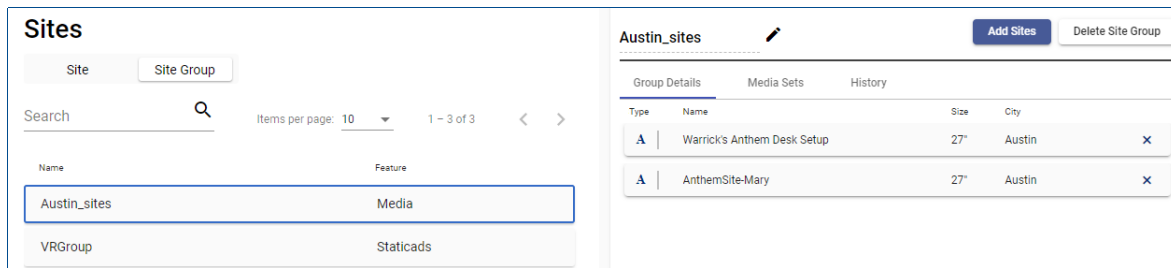 Sites
Site Site Group
Search
Items per page: 10 1 – 3 of 3
Name Feature
Austin_sites Media
VRGroup Staticads
Austin_sites
Add Sites Delete Site Group
Group Details Media Sets History
Type Name Size City
A Warrick's Anthem Desk Setup 27" Austin ×
A AnthemSite-Mary 27" Austin ×